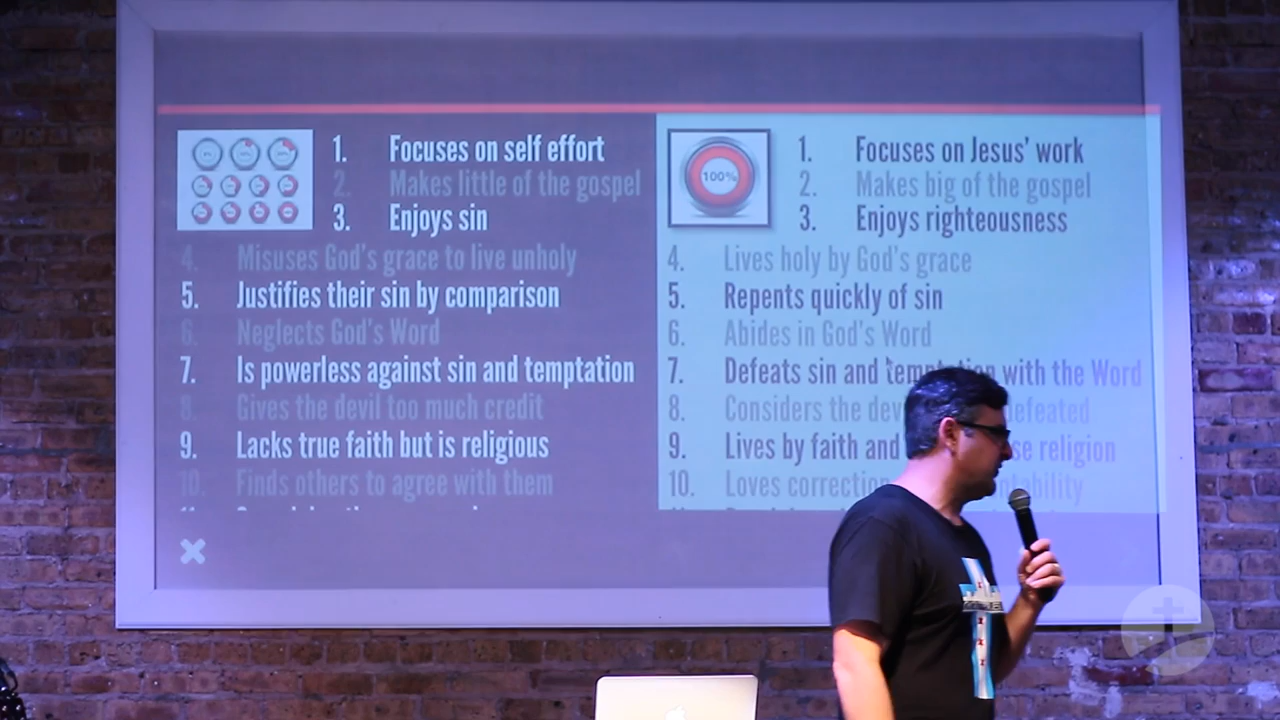 1. Focuses on self effort
2. Makes little of the gospel
3. Enjoys sin
4. Misuses God's grace to live unholy
5. Justifies their sin by comparison
6. Neglects God's Word
7. Is powerless against sin and temptation
8. Gives the devil too much credit
9. Lacks true faith but is religious
10. Finds others to agree with them
100%
1. Focuses on Jesus' work
2. Makes big of the gospel
3. Enjoys righteousness
4. Lives holy by God's grace
5. Repents quickly of sin
6. Abides in God's Word
7. Defeats sin and temptation with the Word
8. Considers the defeated
9. Lives by faith and religion
10. Loves correction